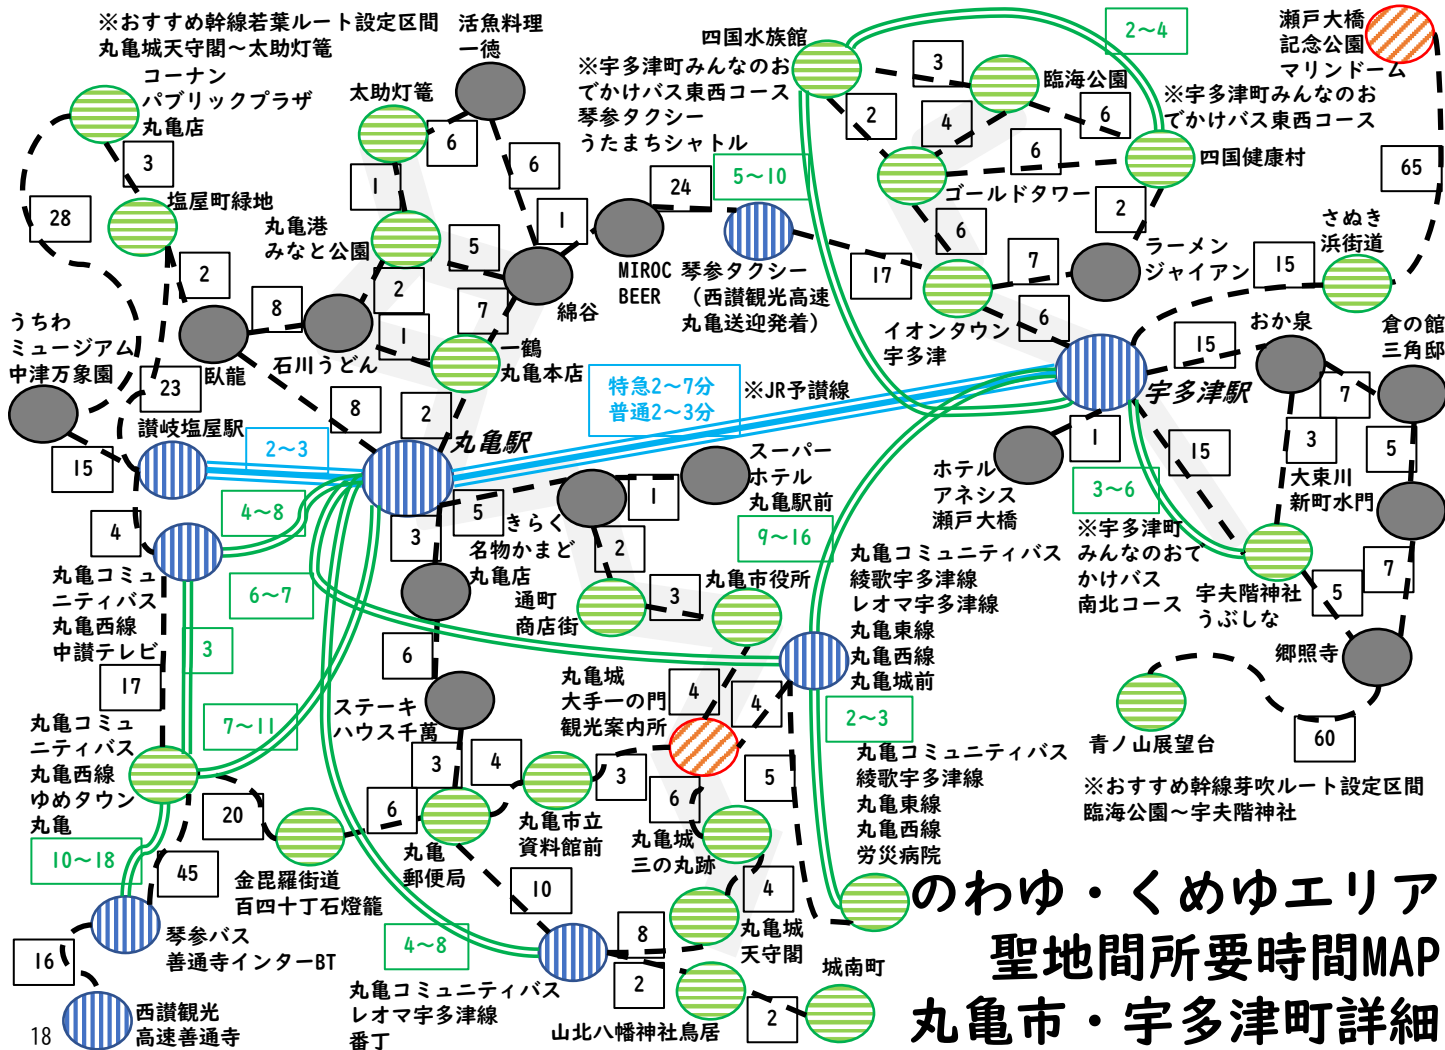 ※おすすめ幹線若葉ルート設定区間
丸亀城天守閣～太助灯篭
コーナン
パブリックプラザ
丸亀店
3
塩屋町緑地
28
2
うちわ
ミュージアム
中津万象園
23
臥龍
8
石川うどん
8
活魚料理
一徳
太助灯篭
6
6
1
丸亀港
みなと公園
5
2
1
7
綿谷
1
一鶴
丸亀本店
2
MIROC
BEER
24
5～10
琴参タクシー
（西讃観光高速
丸亀送迎発着）
17
四国水族館
※宇多津町みんなのお
でかけバス東西コース
琴参タクシー
うたまちシャトル
2～4
3
臨海公園
2
4
6
6
ゴールドタワー
※宇多津町みんなのお
でかけバス東西コース
四国健康村
2
6
7
ラーメン
ジャイアン
イオンタウン
宇多津
6
瀬戸大橋
記念公園
マリンドーム
65
さぬき
浜街道
15
15
おか泉
倉の館
三角邸
7
宇多津駅
1
ホテル
アネシス
瀬戸大橋
15
3
大東川
新町水門
5
3～6
※宇多津町
みんなのおで
かけバス
南北コース
宇夫階神社
うぶしな
5
7
郷照寺
青ノ山展望台
60
※おすすめ幹線芽吹ルート設定区間
臨海公園～宇夫階神社
特急2～7分
普通2～3分
※JR予讃線
丸亀駅
讃岐塩屋駅
2～3
15
4～8
4
丸亀コミュ
ニティバス
丸亀西線
中讃テレビ
6～7
3
17
7～11
丸亀コミュ
ニティバス
丸亀西線
ゆめタウン
丸亀
10～18
20
45
琴参バス
善通寺インターBT
16
西讃観光
高速善通寺
金毘羅街道
百四十丁石燈籠
6
丸亀
郵便局
3
5
きらく
名物かまど
丸亀店
1
スーパー
ホテル
丸亀駅前
2
通町
商店街
3
丸亀市役所
6
ステーキ
ハウス千萬
3
4
丸亀市立
資料館前
3
丸亀城
大手一の門
観光案内所
4
4
9～16
丸亀コミュニティバス
綾歌宇多津線
レオマ宇多津線
丸亀東線
丸亀西線
丸亀城前
2～3
5
丸亀コミュニティバス
綾歌宇多津線
丸亀東線
丸亀西線
労災病院
6
丸亀城
三の丸跡
4
丸亀城
天守閣
10
8
4～8
丸亀コミュニティバス
レオマ宇多津線
番丁
2
山北八幡神社鳥居
2
城南町
のわゆ・くめゆエリア
聖地間所要時間MAP
丸亀市・宇多津町詳細
18